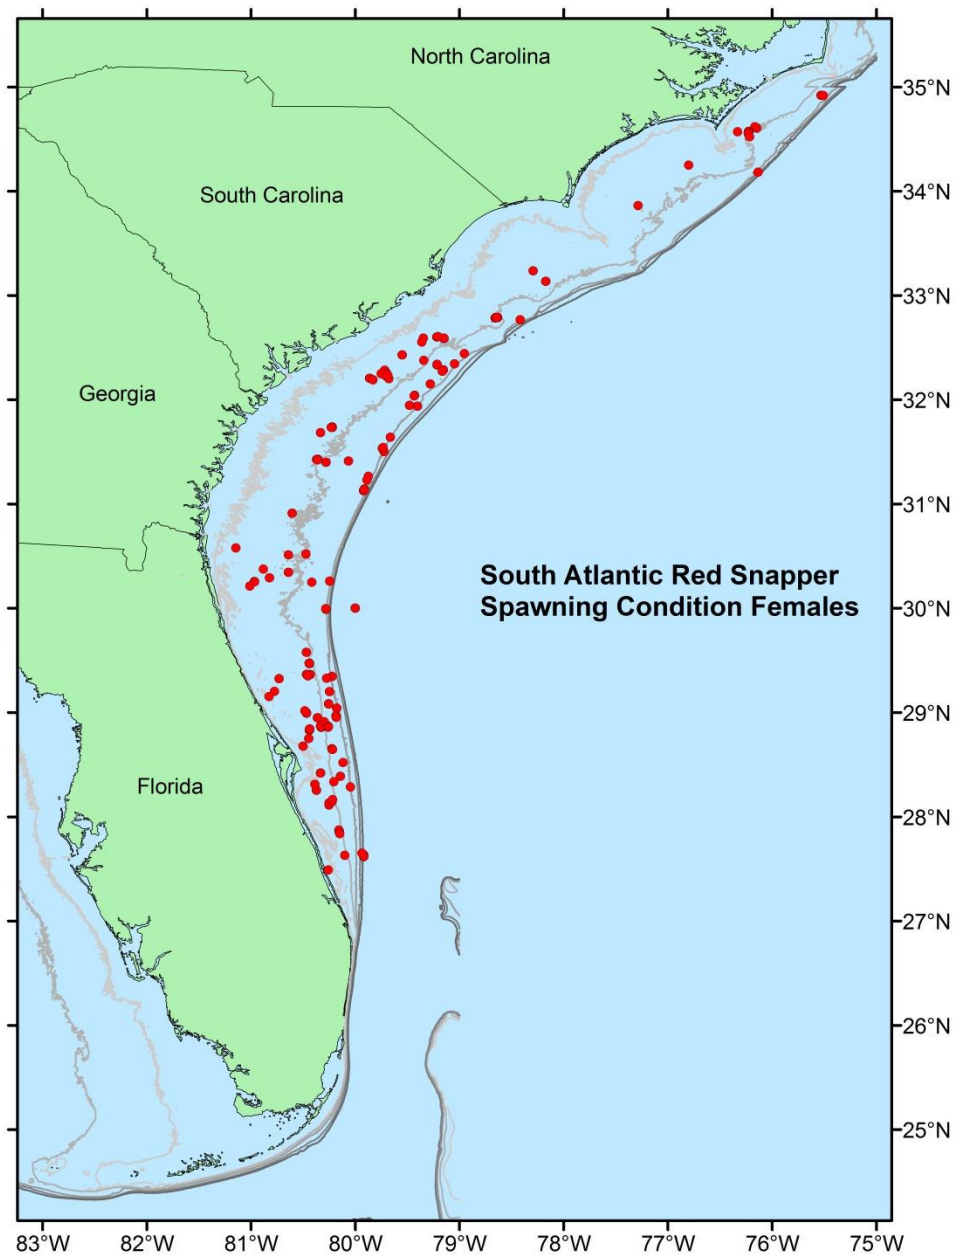 North Carolina
35°N
South Carolina
34°N
33°N
Georgia
32°N
31°N
South Atlantic Red Snapper
Spawning Condition Females
30°N
29°N
Florida
28°N
27°N
26°N
25°N
83°W 82°W 81°W 80°W 79°W 78°W 77°W 76°W 75°W